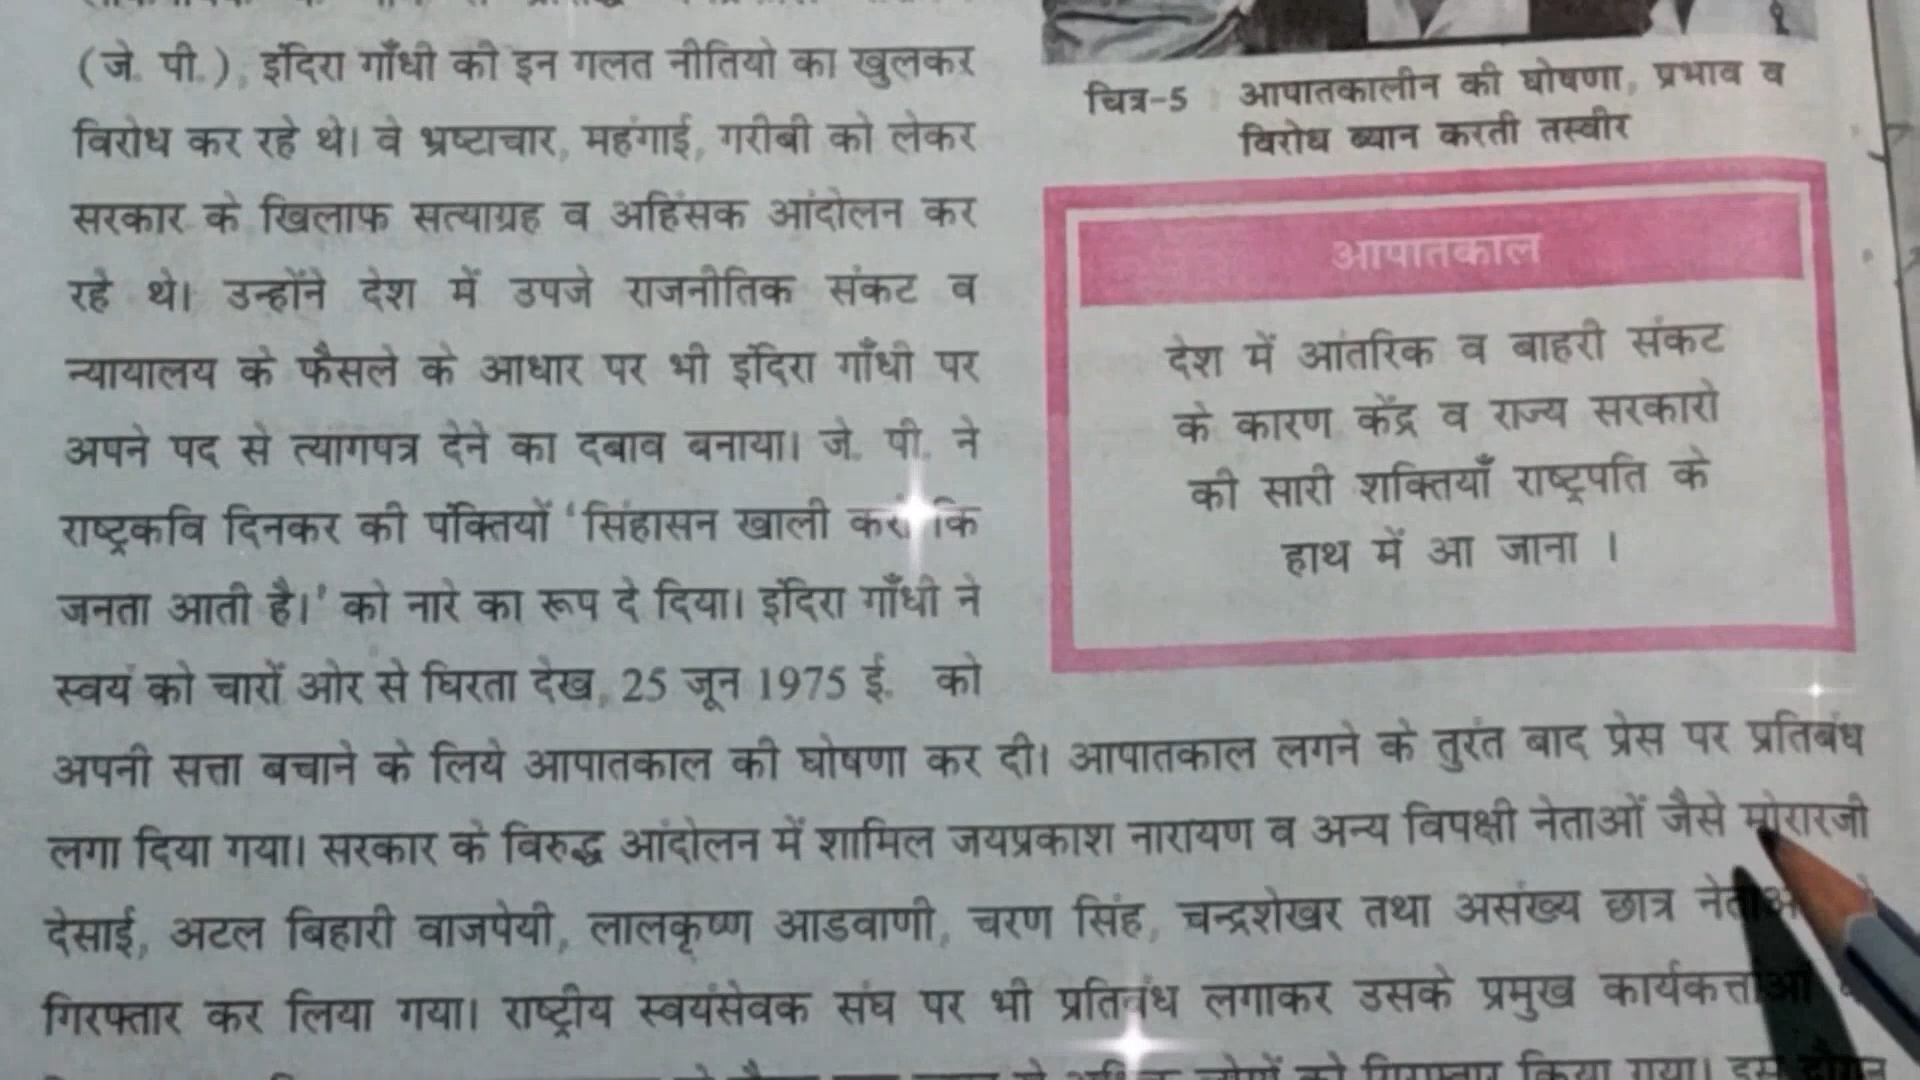 (जे. पी.), इंदिरा गाँधी की इन गलत नीतियो का खुलकर
विरोध कर रहे थे। वे भ्रष्टाचार, महंगाई, गरीबी को लेकर
सरकार के खिलाफ सत्याग्रह व अहिंसक आंदोलन कर
रहे थे। उन्होंने देश में उपजे राजनीतिक संकट व
न्यायालय के फैसले के आधार पर भी इंदिरा गाँधी पर
अपने पद से त्यागपत्र देने का दबाव बनाया। जे. पी. ने
राष्ट्रकवि दिनकर की पंक्तियों 'सिंहासन खाली करो कि
जनता आती है।' को नारे का रूप दे दिया। इंदिरा गाँधी ने
स्वयं को चारों ओर से घिरता देख, 25 जून 1975 ई. को
चित्र-5 आपातकालीन की घोषणा, प्रभाव व
विरोध ब्यान करती तस्वीर
आपातकाल
देश में आंतरिक व बाहरी संकट
के कारण केंद्र व राज्य सरकारो
की सारी शक्तियाँ राष्ट्रपति के
हाथ में आ जाना ।
अपनी सत्ता बचाने के लिये आपातकाल की घोषणा कर दी। आपातकाल लगने के तुरंत बाद प्रेस पर प्रतिबंध
लगा दिया गया। सरकार के विरुद्ध आंदोलन में शामिल जयप्रकाश नारायण व अन्य विपक्षी नेताओं जैसे मोरारजी
देसाई, अटल बिहारी वाजपेयी, लालकृष्ण आडवाणी, चरण सिंह, चन्द्रशेखर तथा असंख्य छात्र
गिरफ्तार कर लिया गया। राष्ट्रीय स्वयंसेवक संघ पर भी प्रतिबंध लगाकर उसके प्रमुख
गिरफ्तार किया गया। इस